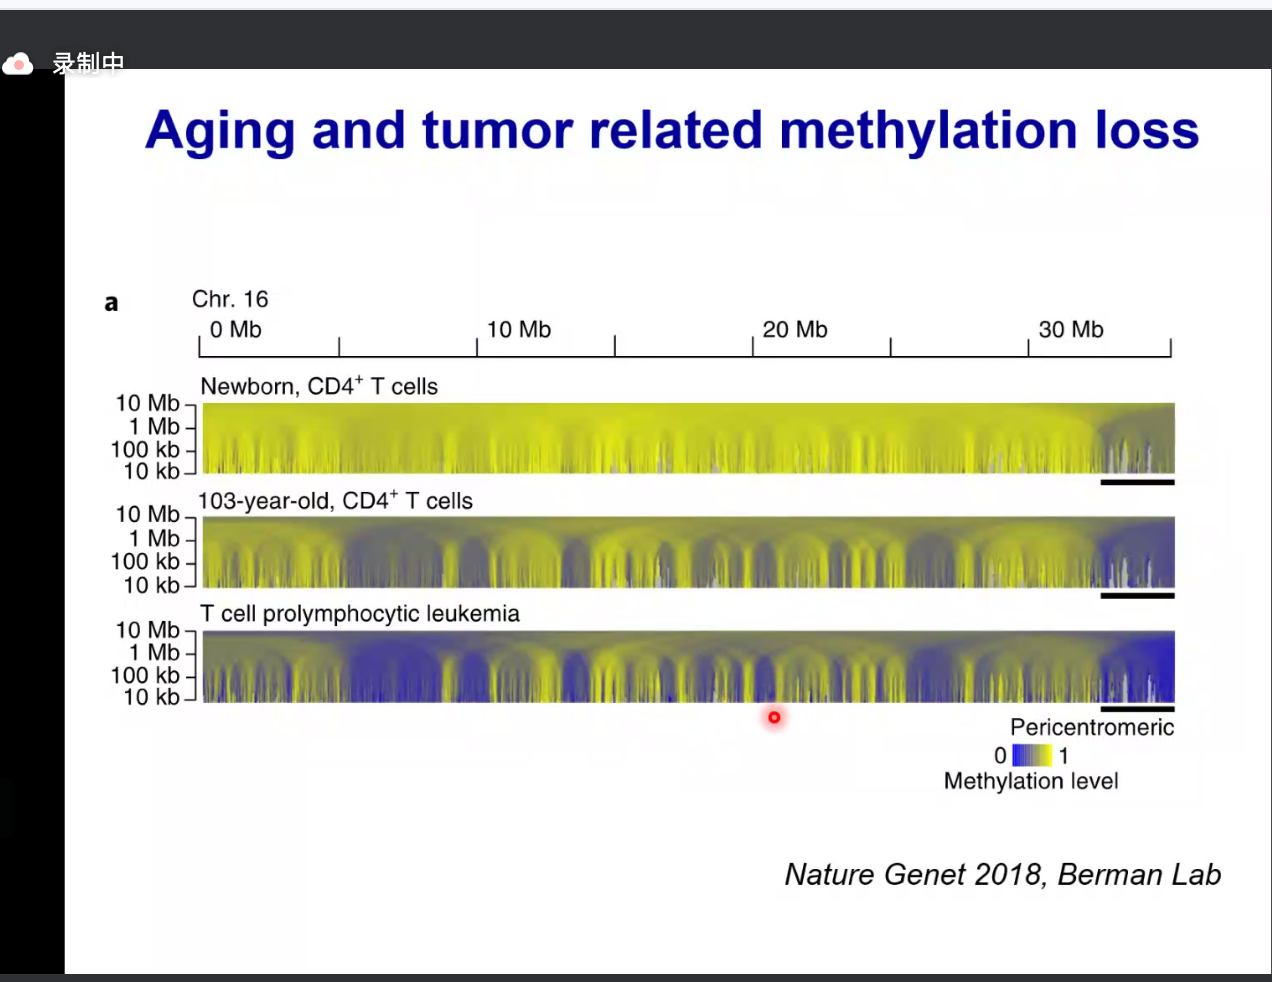 录制中
Aging and tumor related methylation loss
a
Chr. 16
0 Mb 10 Mb 20 Mb 30 Mb
Newborn, CD4+ T cells
10 Mb
1 Mb
100 kb
10 kb
103-year-old, CD4+ T cells
10 Mb
1 Mb
100 kb
10 kb
T cell prolymphocytic leukemia
10 Mb
1 Mb
100 kb
10 kb
Pericentromeric
0 1
Methylation level
Nature Genet 2018, Berman Lab